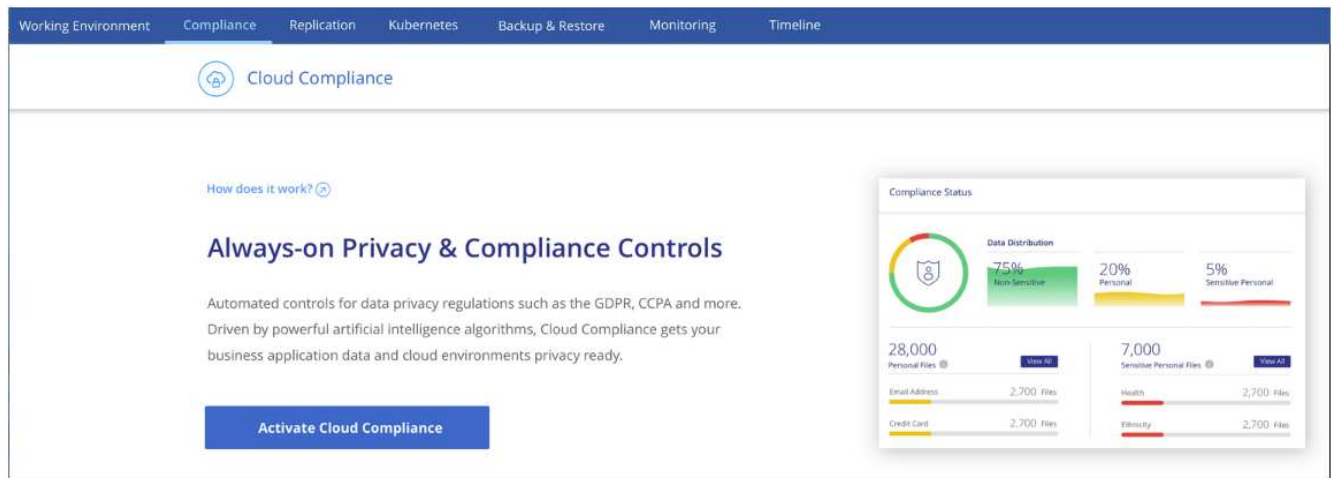 Working Environment Compliance Replication Kubernetes Backup & Restore Monitoring Timeline
Cloud Compliance
How does it work?
Always-on Privacy & Compliance Controls
Automated controls for data privacy regulations such as the GDPR, CCPA and more.
Driven by powerful artificial intelligence algorithms, Cloud Compliance gets your
business application data and cloud environments privacy ready.
Activate Cloud Compliance
Compliance Status
Data Distribution
75% 20% 5%
Non-Sensitive Personal Sensitive Personal
28,000 7,000
Personal Files View All Sensitive Personal Files View All
Email Address 2,700 Files Health 2,700 Files
Credit Card 2,700 Files Ethnicity 2,700 Files